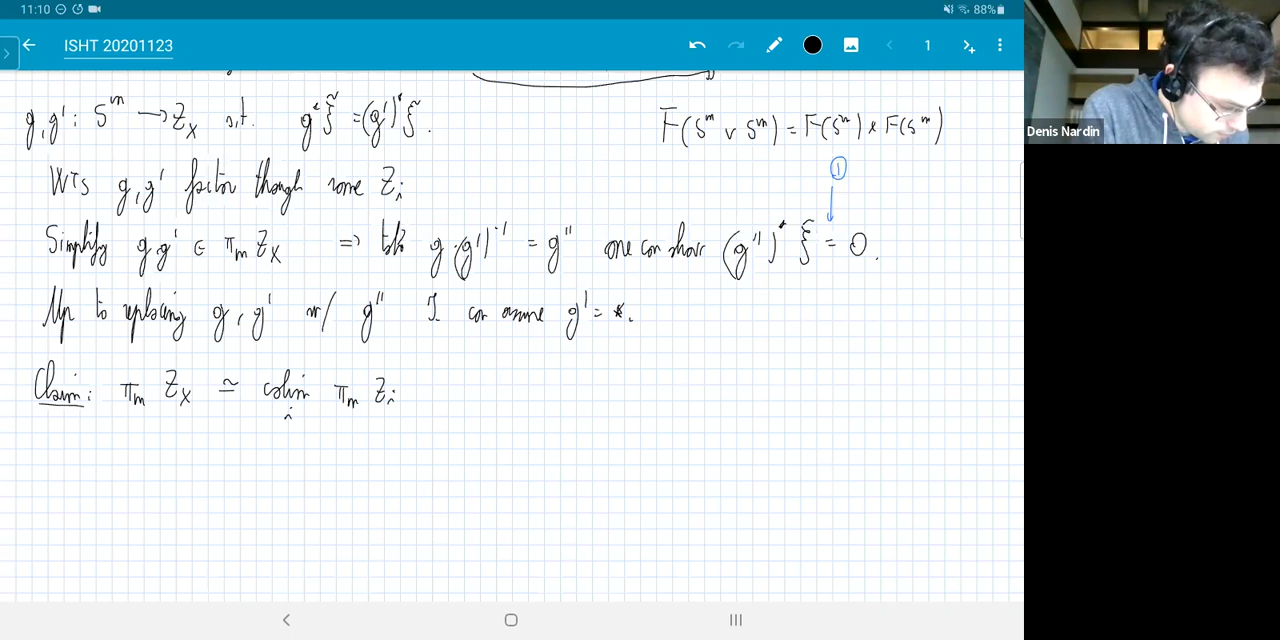 11:10 88%
ISHT 20201123 1
Denis Nardin
g, g' : S^m → Z_X s.t. g^* ξ̃ = (g')^* ξ̃.
F(S^m ∨ S^m) = F(S^m) × F(S^m)
WTS g, g' factor though some Z_i
①
Simplify g, g' ∈ π_m Z_X ⇒ take g·(g')^{-1} = g'' one can show (g'')^* ξ̃ = 0.
Up to replacing g, g' w/ g'' I can assume g' = *.
Claim: π_m Z_X ≃ colim_i π_m Z_i